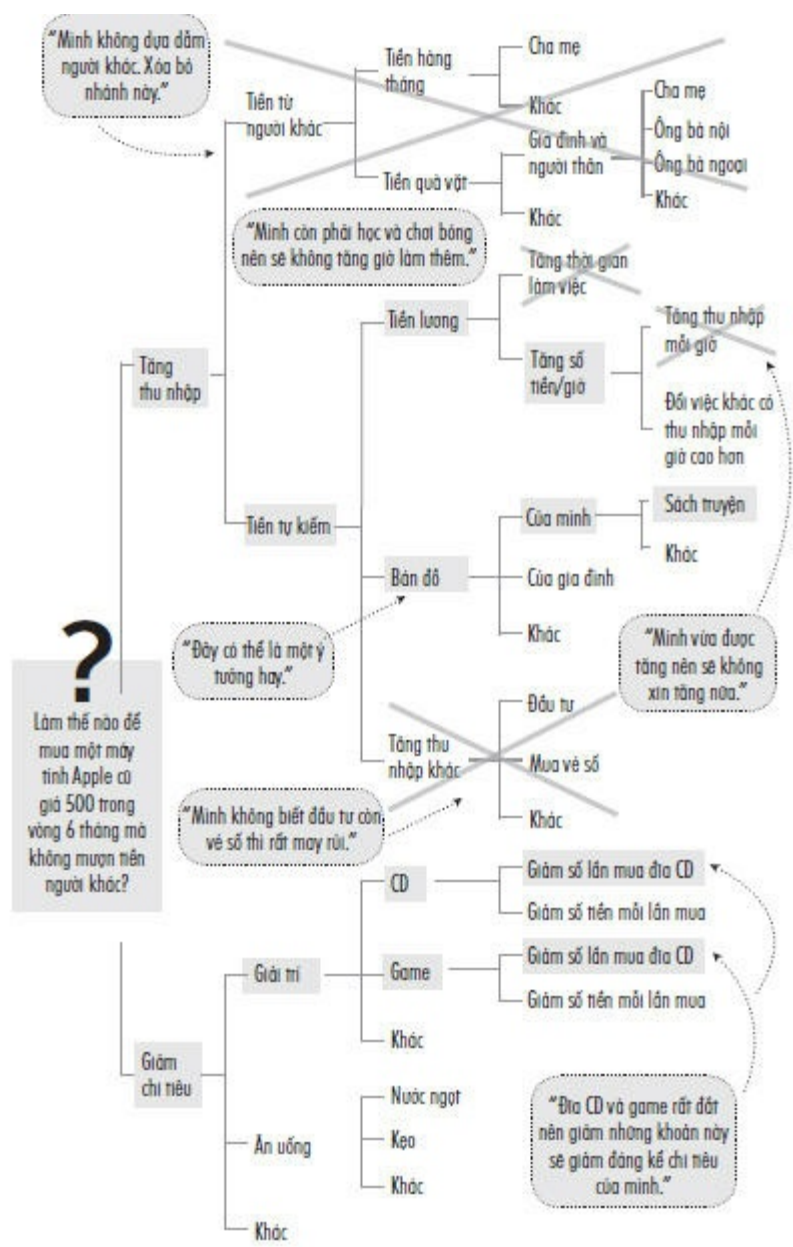 “Mình không dựa dẫm
người khác. Xóa bỏ
nhánh này.”
Tiền từ
người khác
Tiền hàng
tháng
Cha mẹ
Khác
Tiền quà vặt
Gia đình và
người thân
Cha mẹ
Ông bà nội
Ông bà ngoại
Khác
Khác
“Mình còn phải học và chơi bóng
nên sẽ không tăng giờ làm thêm.”
Tăng
thu nhập
Tiền lương
Tăng thời gian
làm việc
Tăng số
tiền/giờ
Tăng thu nhập
mỗi giờ
Đổi việc khác có
thu nhập mỗi
giờ cao hơn
Tiền tự kiếm
Bán đồ
Của mình
Sách truyện
Khác
Của gia đình
Khác
“Đây có thể là một ý
tưởng hay.”
“Mình vừa được
tăng nên sẽ không
xin tăng nữa.”
Tăng thu
nhập khác
Đầu tư
Mua vé số
Khác
“Mình không biết đầu tư còn
vé số thì rất may rủi.”
?
Làm thế nào để
mua một máy
tính Apple cũ
giá 500 trong
vòng 6 tháng mà
không mượn tiền
người khác?
Giảm
chi tiêu
Giải trí
CD
Giảm số lần mua đĩa CD
Giảm số tiền mỗi lần mua
Game
Giảm số lần mua đĩa CD
Giảm số tiền mỗi lần mua
Khác
Ăn uống
Nước ngọt
Kẹo
Khác
Khác
“Đĩa CD và game rất đắt
nên giảm những khoản này
sẽ giảm đáng kể chi tiêu
của mình.”